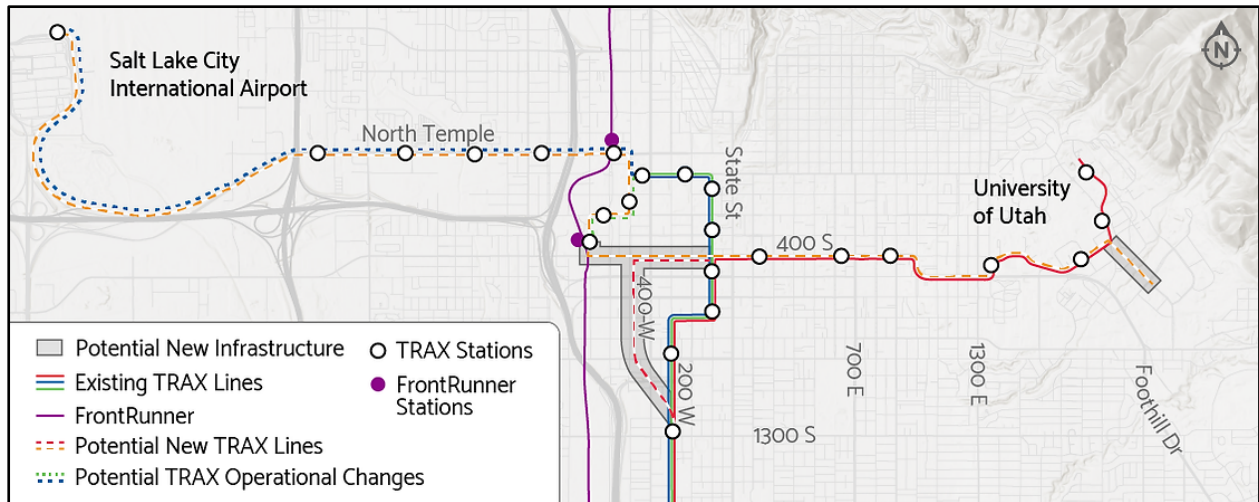 N
Salt Lake City
International Airport
North Temple
State St
University
of Utah
400 S
400 W
200 W
700 E
1300 E
Foothill Dr
1300 S
Potential New Infrastructure
Existing TRAX Lines
FrontRunner
Potential New TRAX Lines
Potential TRAX Operational Changes
TRAX Stations
FrontRunner
Stations